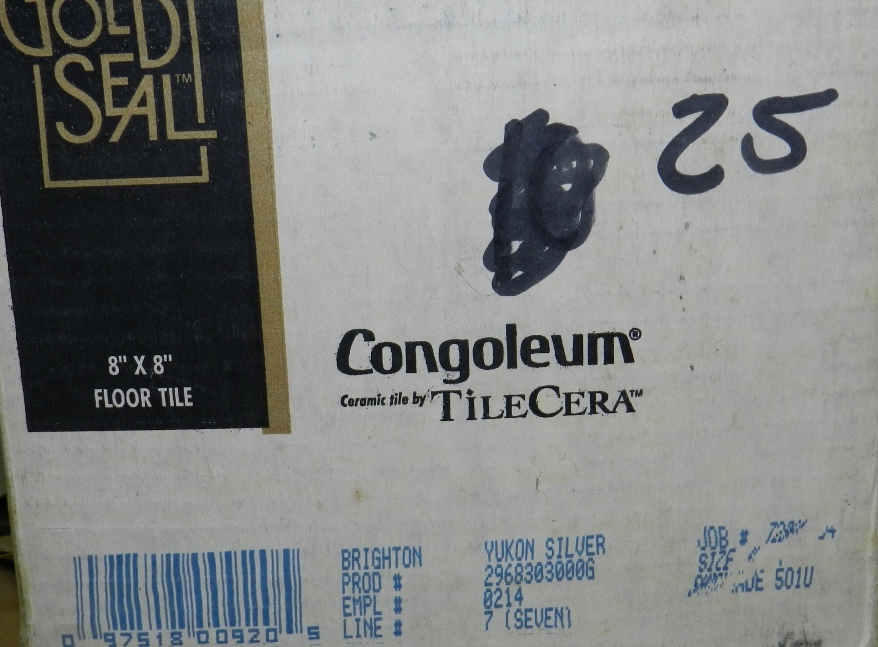 GOLD
SEAL™
25
8" X 8"
FLOOR TILE
Congoleum®
Ceramic tile by TILECERA™
BRIGHTON YUKON SILVER JOB #
PROD # 2968303000G SIZE
EMPL # 0214 501U
LINE # 7 (SEVEN)
0 97518 00920 5